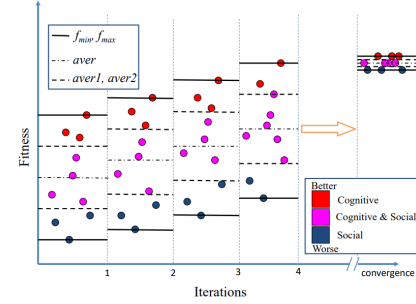 f_min, f_max
aver
aver1, aver2
Fitness
Better
Cognitive
Cognitive & Social
Social
Worse
1
2
3
4
convergence
Iterations